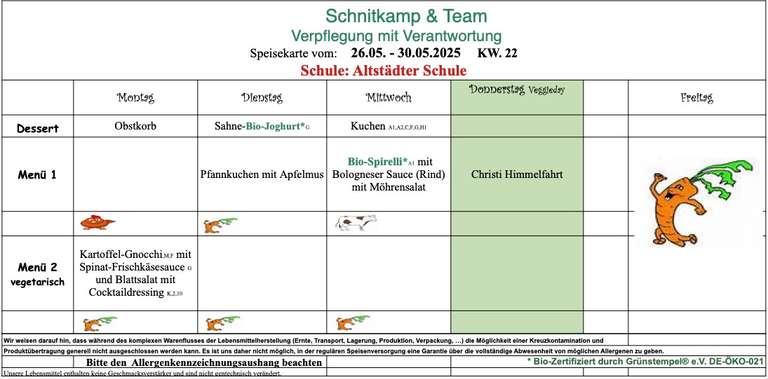 Schnitkamp & Team
Verpflegung mit Verantwortung
Speisekarte vom: 26.05. - 30.05.2025 KW. 22
Schule: Altstädter Schule
Montag Dienstag Mittwoch Donnerstag Veggieday Freitag
Dessert Obstkorb Sahne-Bio-Joghurt*G Kuchen A1,A2,C,F,G,H1
Menü 1
Pfannkuchen mit Apfelmus
Bio-Spirelli*A1 mit
Bologneser Sauce (Rind)
mit Möhrensalat
Christi Himmelfahrt
Menü 2
vegetarisch
Kartoffel-Gnocchi M,F mit
Spinat-Frischkäsesauce G
und Blattsalat mit
Cocktaildressing K,2,10
Wir weisen darauf hin, dass während des komplexen Warenflusses der Lebensmittelherstellung (Ernte, Transport, Lagerung, Produktion, Verpackung, …) die Möglichkeit einer Kreuzkontamination und
Produktübertragung generell nicht ausgeschlossen werden kann. Es ist uns daher nicht möglich, in der regulären Speisenversorgung eine Garantie über die vollständige Abwesenheit von möglichen Allergenen zu geben.
Bitte den Allergenkennzeichnungsaushang beachten
* Bio-Zertifiziert durch Grünstempel® e.V. DE-ÖKO-021
Unsere Lebensmittel enthalten keine Geschmacksverstärker und sind nicht gentechnisch verändert.